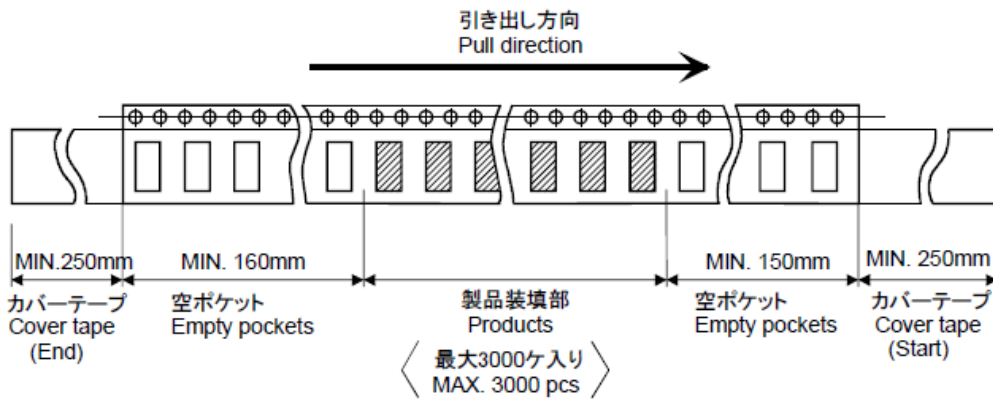 引き出し方向
Pull direction
MIN.250mm
MIN. 160mm
MIN. 150mm
MIN. 250mm
カバーテープ
Cover tape
(End)
空ポケット
Empty pockets
製品装填部
Products
最大3000ケ入り
MAX. 3000 pcs
空ポケット
Empty pockets
カバーテープ
Cover tape
(Start)